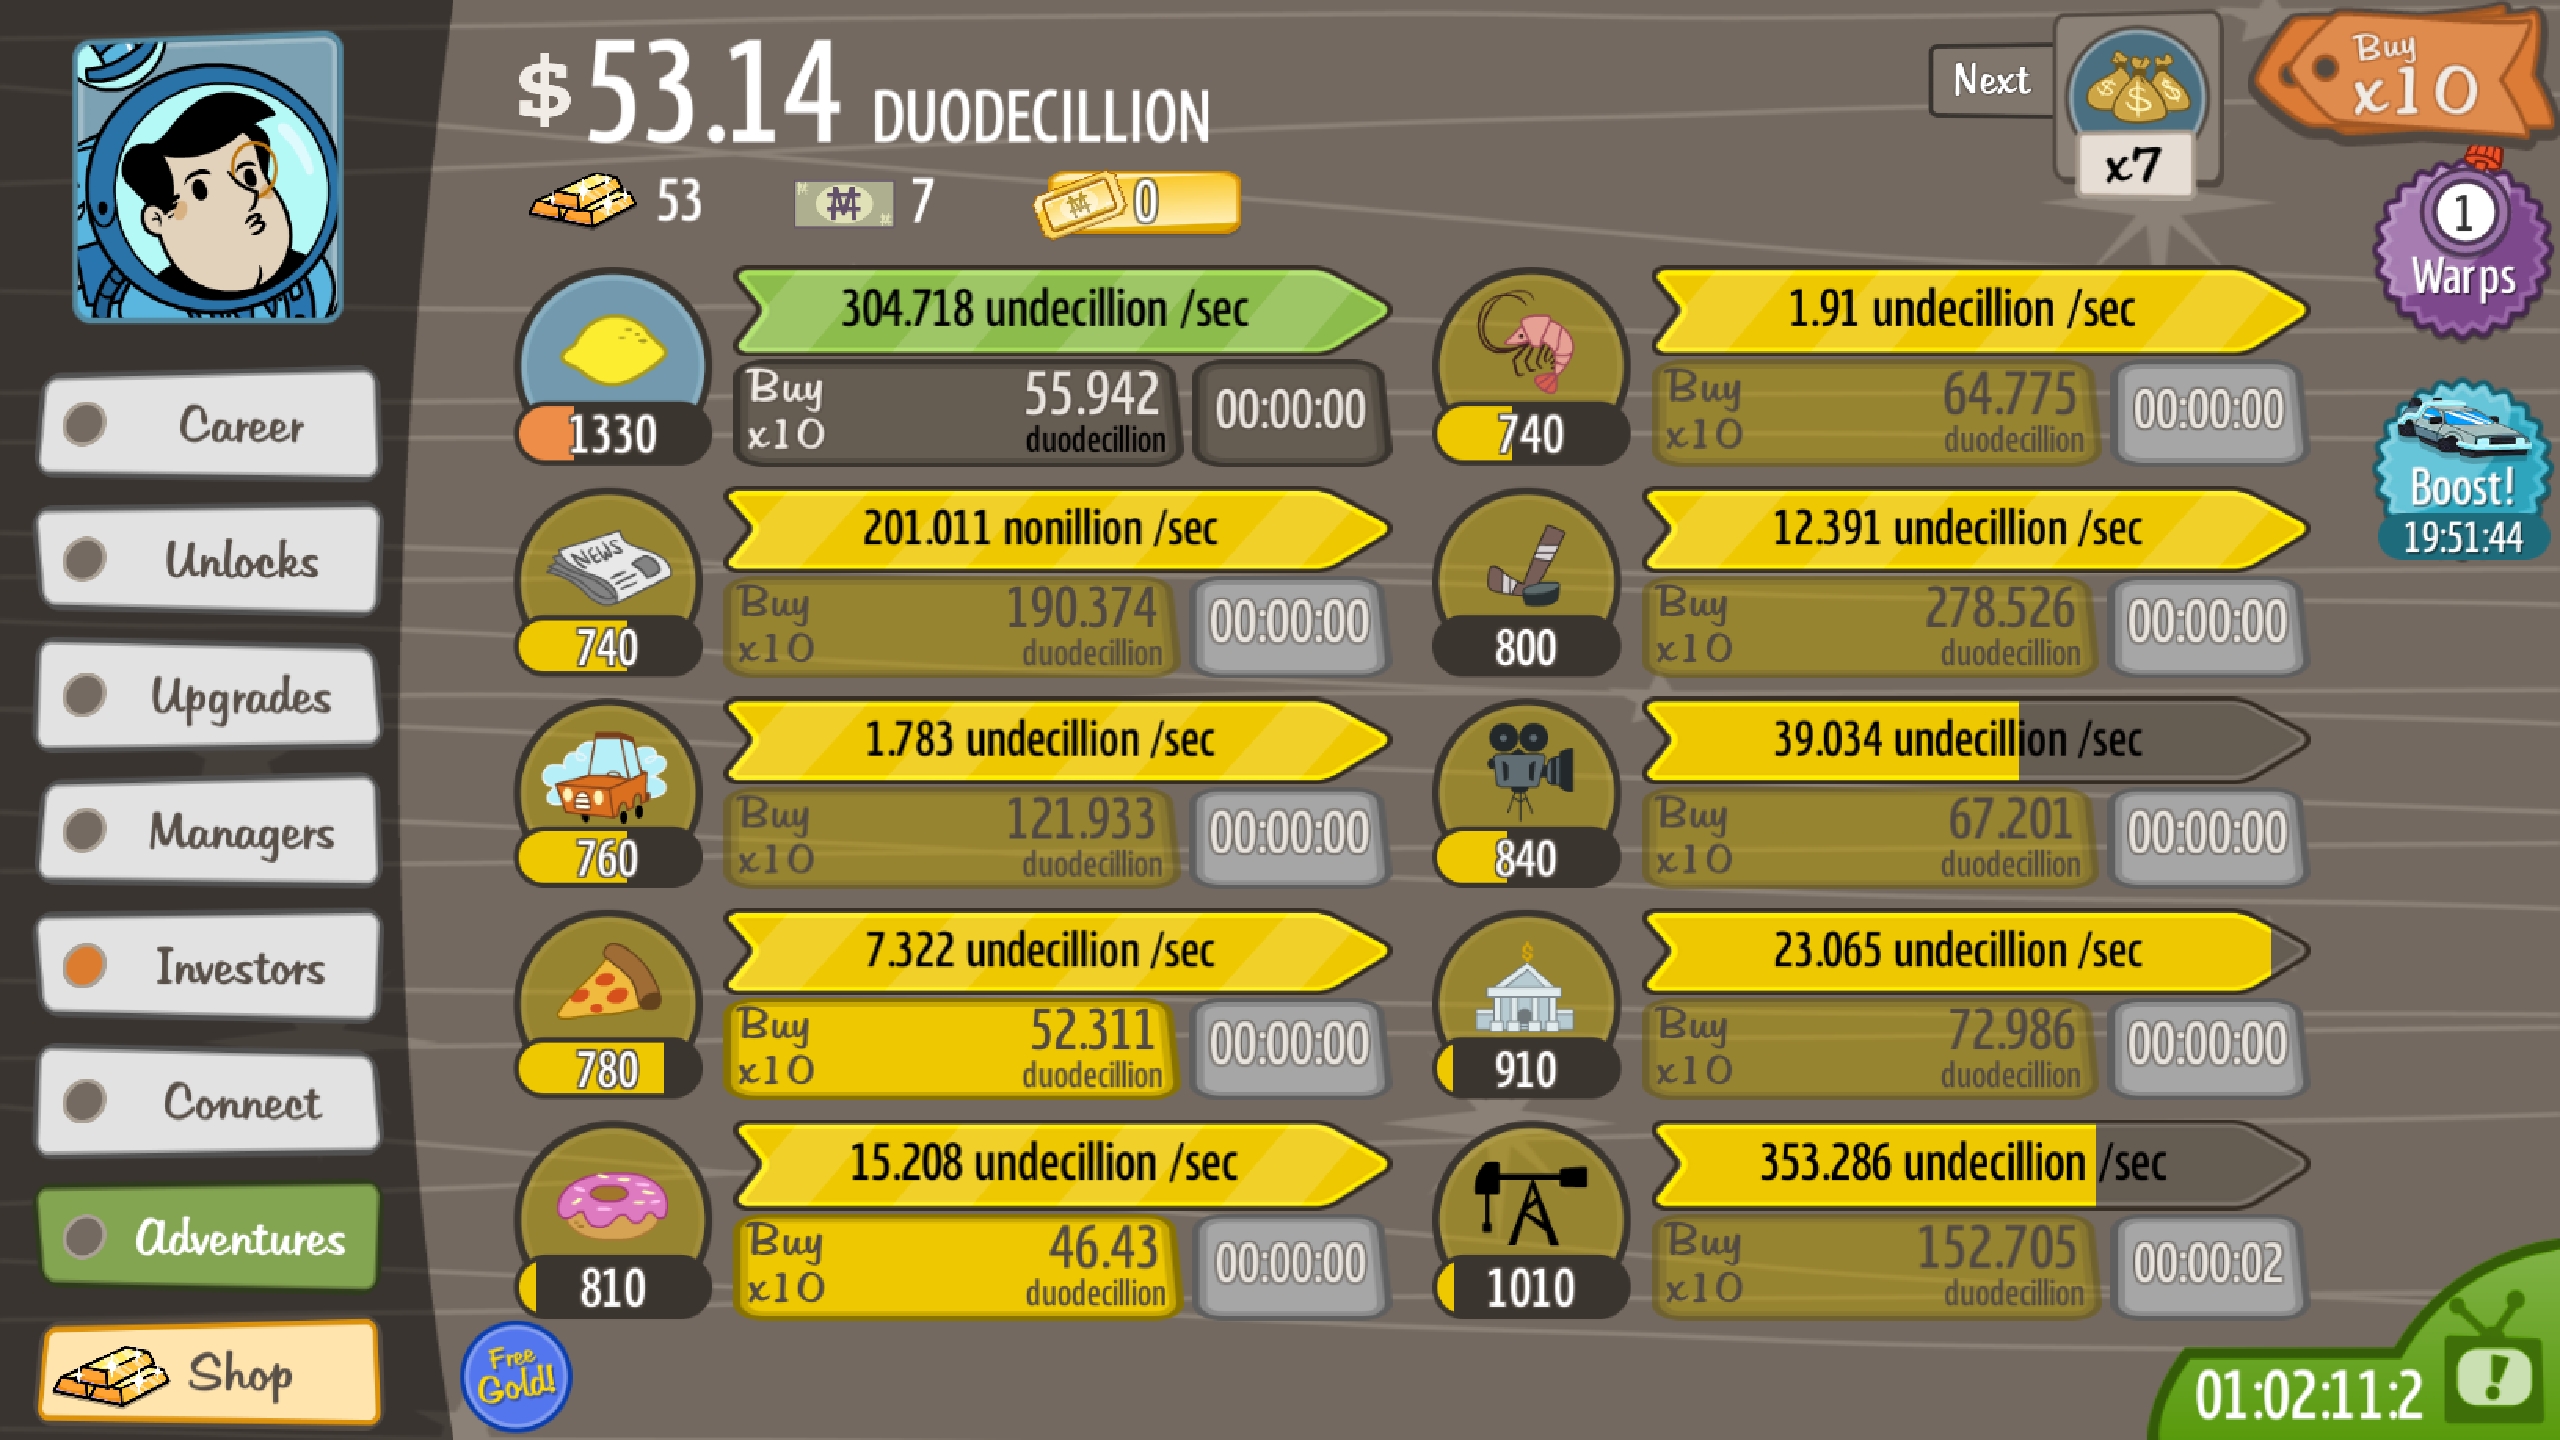 $53.14 DUODECILLION
53
7
0
Next
x7
Buy
x10
1
Warps
Boost!
19:51:44
Career
Unlocks
Upgrades
Managers
Investors
Connect
Adventures
Shop
304.718 undecillion /sec
1330
Buy
x10
55.942
duodecillion
00:00:00
NEWS
201.011 nonillion /sec
740
Buy
x10
190.374
duodecillion
00:00:00
1.783 undecillion /sec
760
Buy
x10
121.933
duodecillion
00:00:00
7.322 undecillion /sec
780
Buy
x10
52.311
duodecillion
00:00:00
15.208 undecillion /sec
810
Buy
x10
46.43
duodecillion
00:00:00
1.91 undecillion /sec
740
Buy
x10
64.775
duodecillion
00:00:00
12.391 undecillion /sec
800
Buy
x10
278.526
duodecillion
00:00:00
39.034 undecillion /sec
840
Buy
x10
67.201
duodecillion
00:00:00
23.065 undecillion /sec
910
Buy
x10
72.986
duodecillion
00:00:00
353.286 undecillion /sec
1010
Buy
x10
152.705
duodecillion
00:00:02
Free
Gold!
01:02:11:2
!